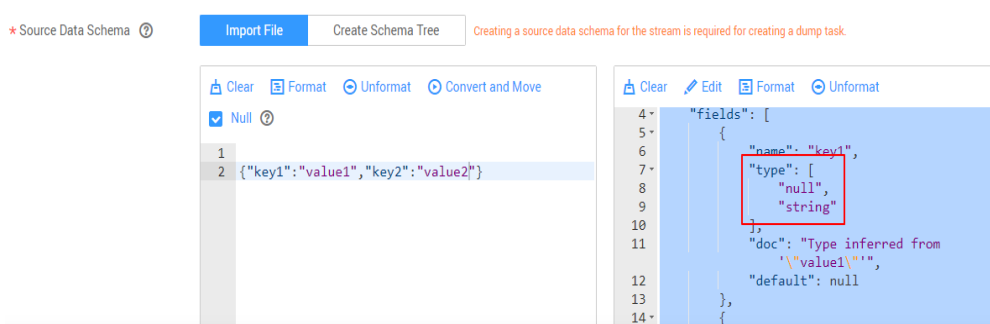 * Source Data Schema ?
Import File Create Schema Tree Creating a source data schema for the stream is required for creating a dump task.
Clear Format Unformat Convert and Move
Null ?
1
2 {"key1":"value1","key2":"value2"}
Clear Edit Format Unformat
4 "fields": [
5 {
6 "name": "key1",
7 "type": [
8 "null",
9 "string"
10 ],
11 "doc": "Type inferred from
'\"value1\"'",
12 "default": null
13 },
14 {